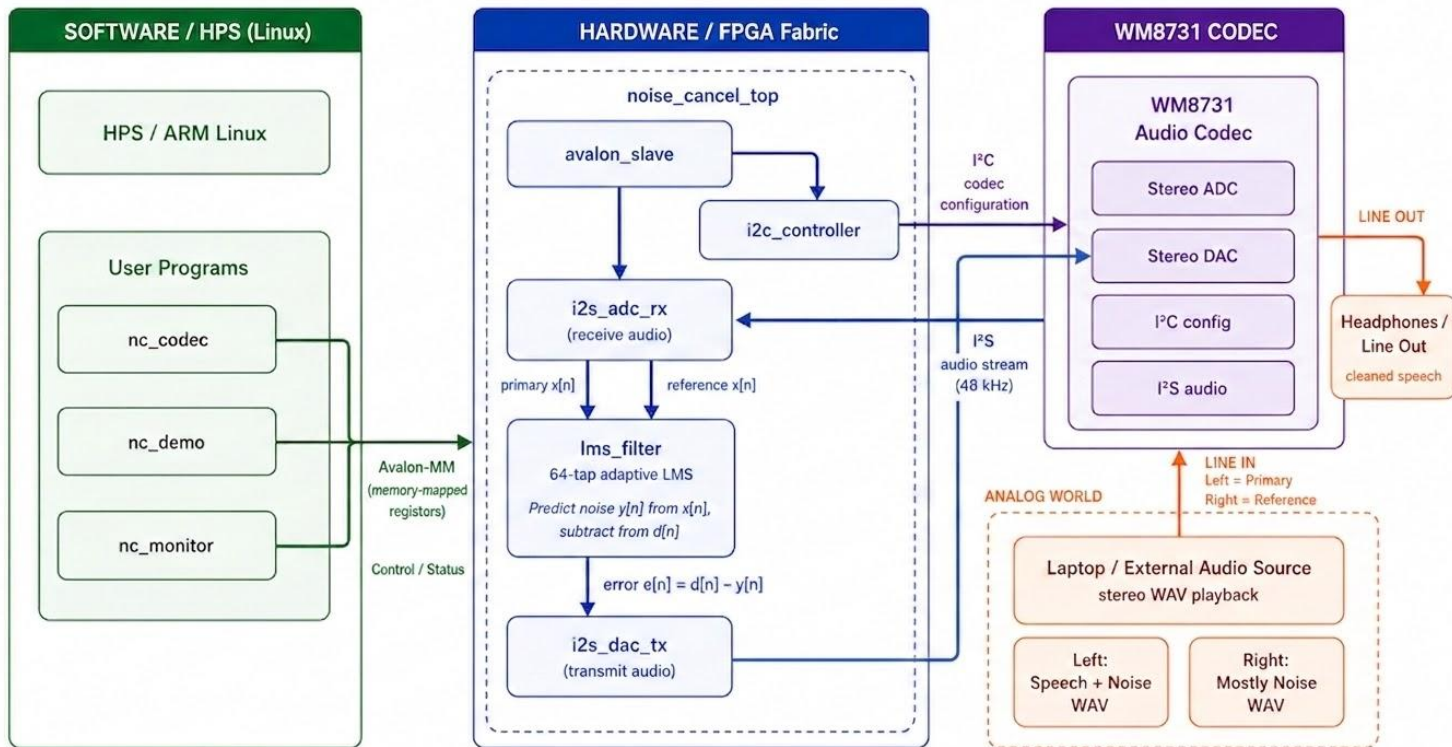 SOFTWARE / HPS (Linux)
HPS / ARM Linux
User Programs
nc_codec
nc_demo
nc_monitor
Avalon-MM
(memory-mapped
registors)
Control / Status
HARDWARE / FPGA Fabric
noise_cancel_top
avalon_slave
i2c_controller
i2s_adc_rx
(receive audio)
primary x[n]
reference x[n]
lms_filter
64-tap adaptive LMS
Predict noise y[n] from x[n],
subtract from d[n]
error e[n] = d[n] – y[n]
i2s_dac_tx
(transmit audio)
I²C
codec
configuration
I²S
audio stream
(48 kHz)
WM8731 CODEC
WM8731
Audio Codec
Stereo ADC
Stereo DAC
I²C config
I²S audio
LINE OUT
Headphones /
Line Out
cleaned speech
LINE IN
Left = Primary
Right = Reference
ANALOG WORLD
Laptop / External Audio Source
stereo WAV playback
Left:
Speech + Noise
WAV
Right:
Mostly Noise
WAV